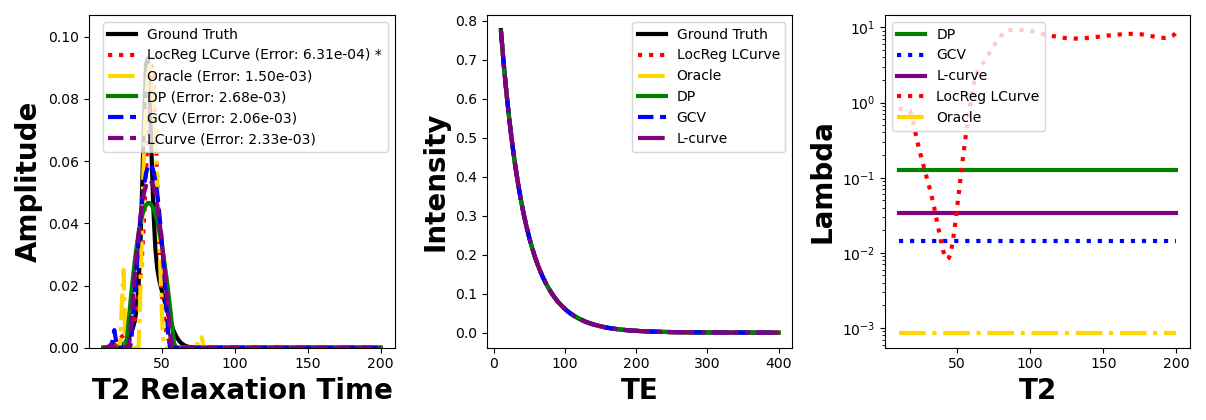 0.10
0.08
0.06
0.04
0.02
0.00
50
100
150
200
Amplitude
T2 Relaxation Time
Ground Truth
LocReg LCurve (Error: 6.31e-04) *
Oracle (Error: 1.50e-03)
DP (Error: 2.68e-03)
GCV (Error: 2.06e-03)
LCurve (Error: 2.33e-03)
0.8
0.7
0.6
0.5
0.4
0.3
0.2
0.1
0.0
0
100
200
300
400
Intensity
TE
Ground Truth
LocReg LCurve
Oracle
DP
GCV
L-curve
10¹
10⁰
10⁻¹
10⁻²
10⁻³
50
100
150
200
Lambda
T2
DP
GCV
L-curve
LocReg LCurve
Oracle